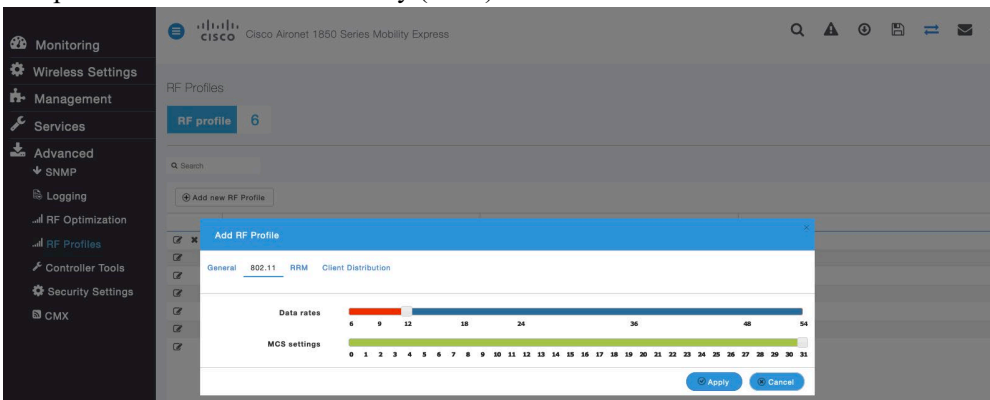 Monitoring
Wireless Settings
Management
Services
Advanced
SNMP
Logging
RF Optimization
RF Profiles
Controller Tools
Security Settings
CMX
CISCO Cisco Aironet 1850 Series Mobility Express
RF Profiles
RF profile 6
Search
Add new RF Profile
Add RF Profile
General 802.11 RRM Client Distribution
Data rates
6 9 12 18 24 36 48 54
MCS settings
0 1 2 3 4 5 6 7 8 9 10 11 12 13 14 15 16 17 18 19 20 21 22 23 24 25 26 27 28 29 30 31
Apply Cancel